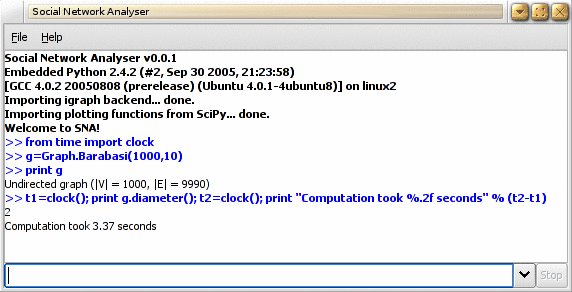 Social Network Analyser
File Help
Social Network Analyser v0.0.1
Embedded Python 2.4.2 (#2, Sep 30 2005, 21:23:58)
[GCC 4.0.2 20050808 (prerelease) (Ubuntu 4.0.1-4ubuntu8)] on linux2
Importing igraph backend... done.
Importing plotting functions from SciPy... done.
Welcome to SNA!
>> from time import clock
>> g=Graph.Barabasi(1000,10)
>> print g
Undirected graph (|V| = 1000, |E| = 9990)
>> t1=clock(); print g.diameter(); t2=clock(); print "Computation took %.2f seconds" % (t2-t1)
2
Computation took 3.37 seconds
Stop